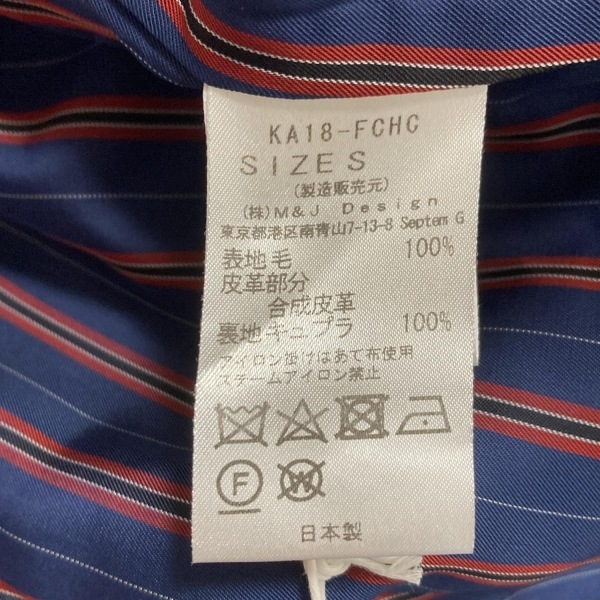 KA18-FCHC
SIZE S
(製造販売元)
(株)M&J Design
東京都港区南青山7-13-8 Septem G
表地 毛 100%
皮革部分
合成皮革
裏地 キュプラ 100%
アイロン掛けはあて布使用
スチームアイロン禁止
F W
日本製